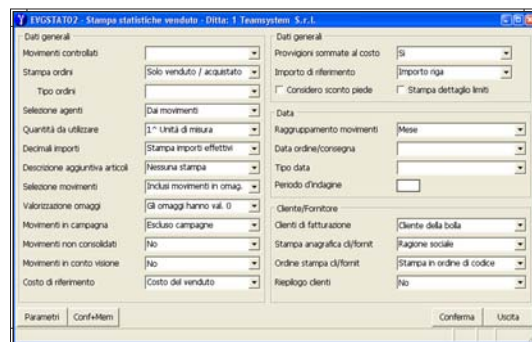 EVGSTATO2 - Stampa statistiche venduto - Ditta: 1 Teamsystem S.r.l.
Dati generali
Movimenti controllati
Stampa ordini Solo venduto / acquistato
Tipo ordini
Selezione agenti Dai movimenti
Quantità da utilizzare 1^ Unità di misura
Decimali importi Stampa importi effettivi
Descrizione aggiuntiva articoli Nessuna stampa
Selezione movimenti Inclusi movimenti in omag.
Valorizzazione omaggi Gli omaggi hanno val. 0
Movimenti in campagna Escluso campagne
Movimenti non consolidati No
Movimenti in conto visione No
Costo di riferimento Costo del venduto
Dati generali
Provvigioni sommate al costo Si
Importo di riferimento Importo riga
Considero sconto piede Stampa dettaglio limiti
Data
Raggruppamento movimenti Mese
Data ordine/consegna
Tipo data
Periodo d'indagine
Cliente/Fornitore
Clienti di fatturazione Cliente della bolla
Stampa anagrafica cli/fornit Ragione sociale
Ordine stampa cli/fornit Stampa in ordine di codice
Riepilogo clienti No
Parametri Conf+Mem Conferma Uscita